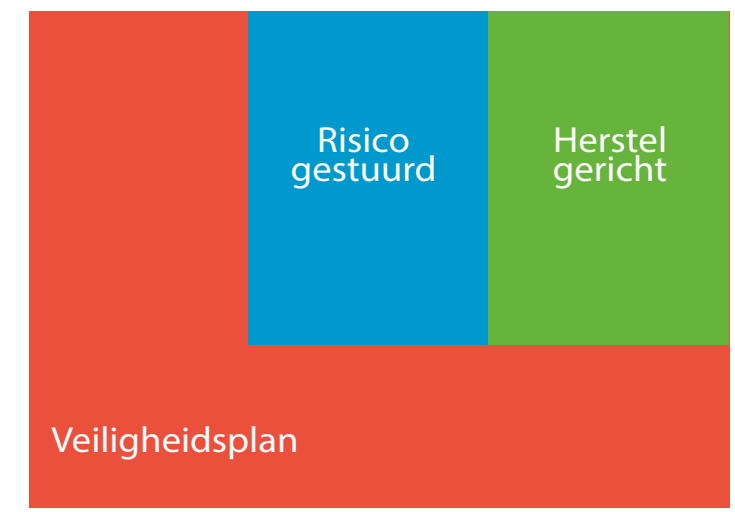 Risico
gestuurd
Herstel
gericht
Veiligheidsplan